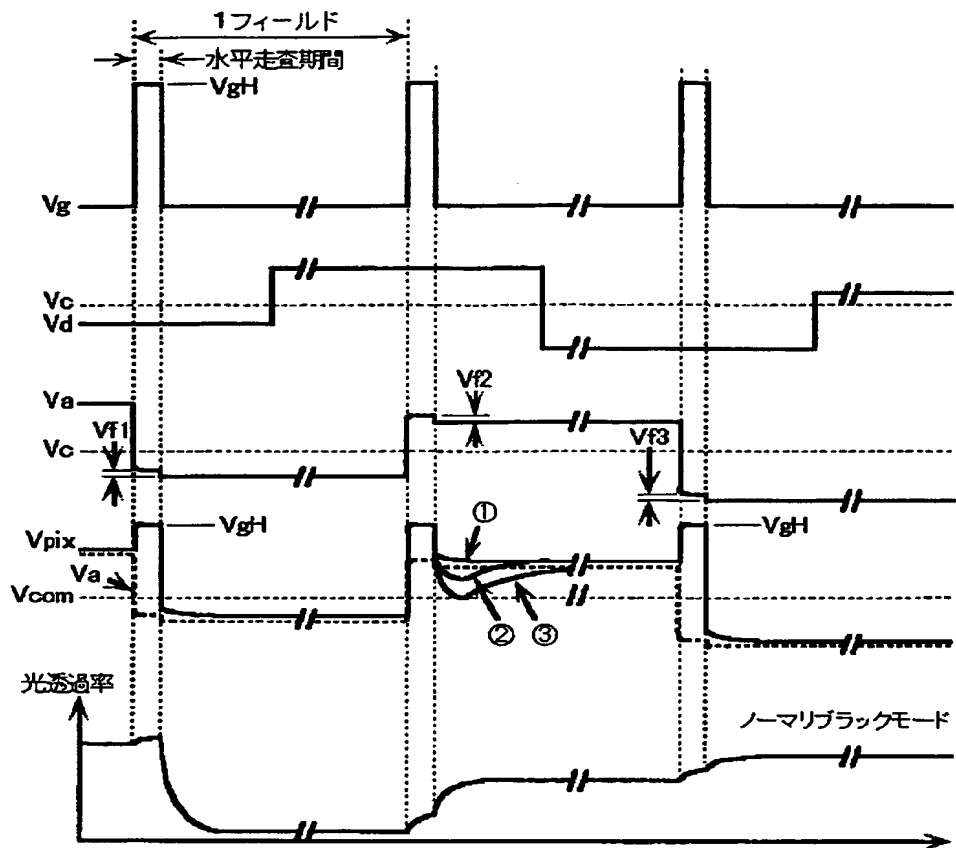 1フィールド
水平走査期間
VgH
Vg
Vc
Vd
Vf2
Va
Vf1
Vc
Vf3
VgH
①
VgH
Vpix
Va
Vcom
②
③
光透過率
ノーマリブラックモード